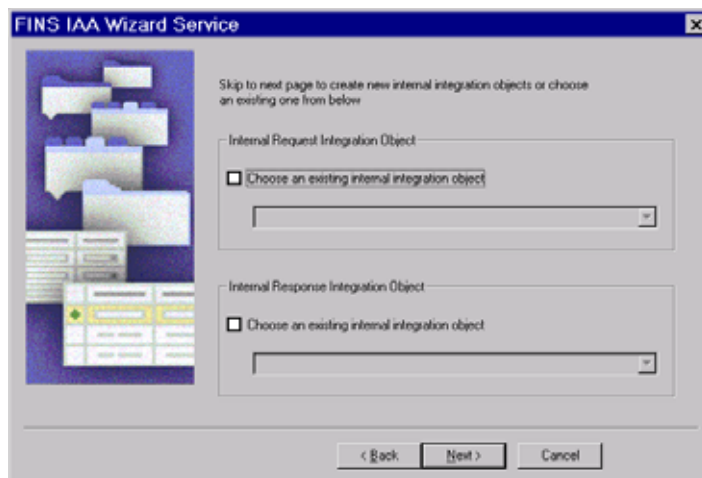 FINS IAA Wizard Service
Skip to next page to create new internal integration objects or choose
an existing one from below
Internal Request Integration Object
Choose an existing internal integration object
Internal Response Integration Object
Choose an existing internal integration object
< Back
Next >
Cancel